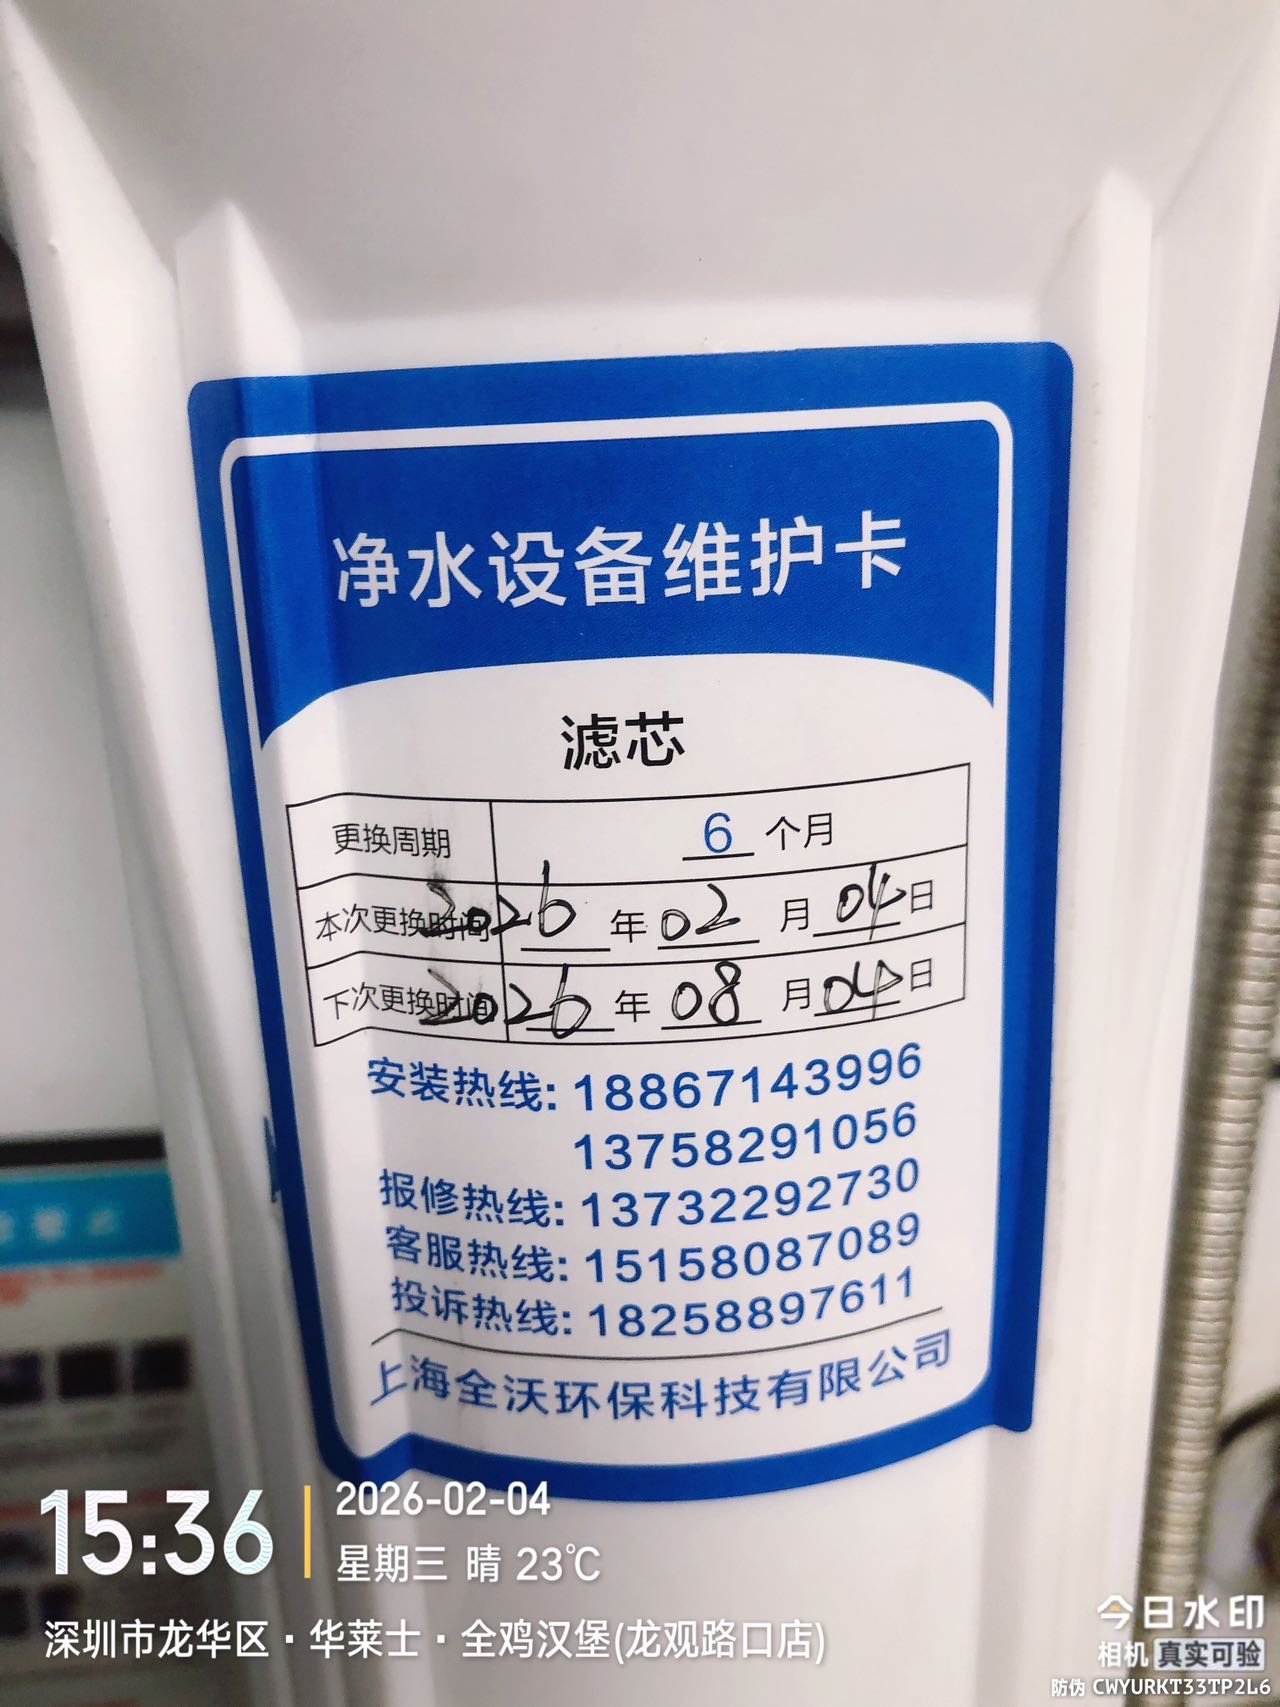 净水设备维护卡
滤芯
更换周期 6 个月
本次更换时间 2026 年 02 月 04 日
下次更换时间 2026 年 08 月 04 日
安装热线: 18867143996
13758291056
报修热线: 13732292730
客服热线: 15158087089
投诉热线: 18258897611
上海全沃环保科技有限公司
15:36
2026-02-04
星期三 晴 23℃
深圳市龙华区·华莱士·全鸡汉堡(龙观路口店)
今日水印
相机 真实可验
防伪 CWYURKT33TP2L6